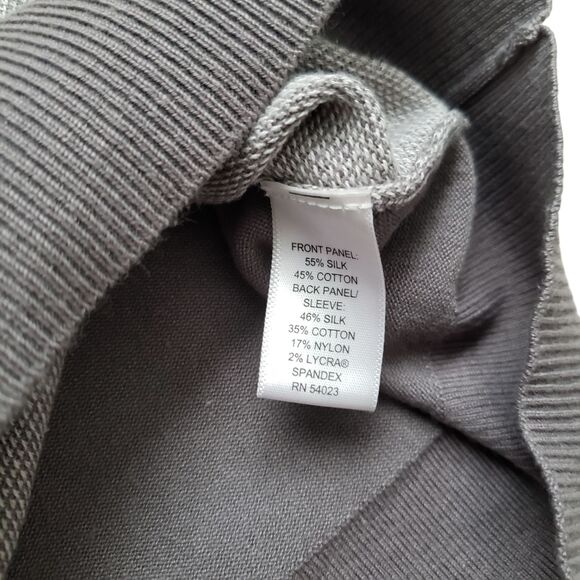 FRONT PANEL:
55% SILK
45% COTTON
BACK PANEL/
SLEEVE:
46% SILK
35% COTTON
17% NYLON
2% LYCRA®
SPANDEX
RN 54023